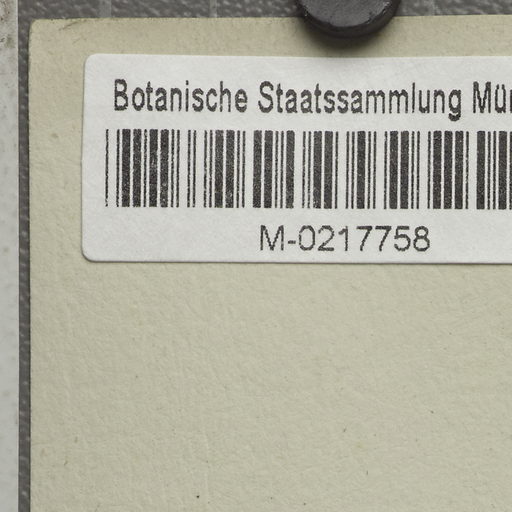 Botanische Staatssammlung Mün
M-0217758